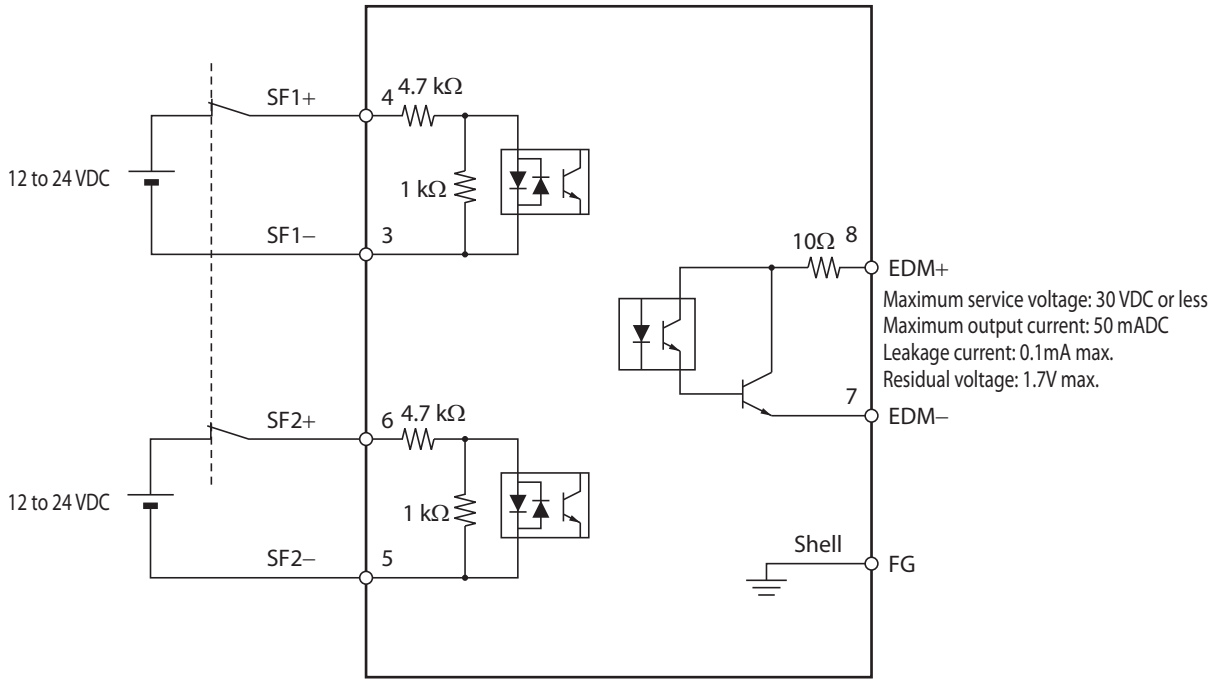 SF1+
4
4.7 kΩ
12 to 24 VDC
1 kΩ
SF1−
3
10Ω
8
EDM+
Maximum service voltage: 30 VDC or less
Maximum output current: 50 mADC
Leakage current: 0.1mA max.
Residual voltage: 1.7V max.
7
EDM−
SF2+
6
4.7 kΩ
12 to 24 VDC
1 kΩ
SF2−
5
Shell
FG